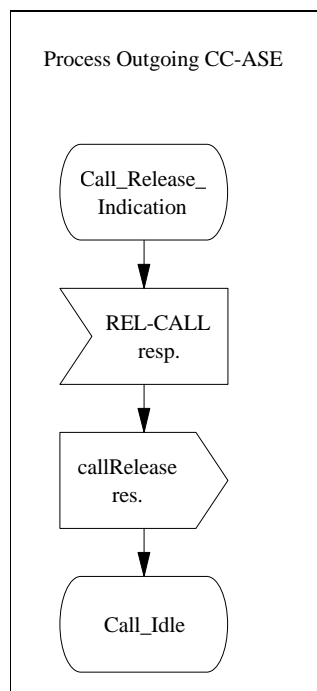 Process Outgoing CC-ASE
Call_Release_
Indication
REL-CALL
resp.
callRelease
res.
Call_Idle